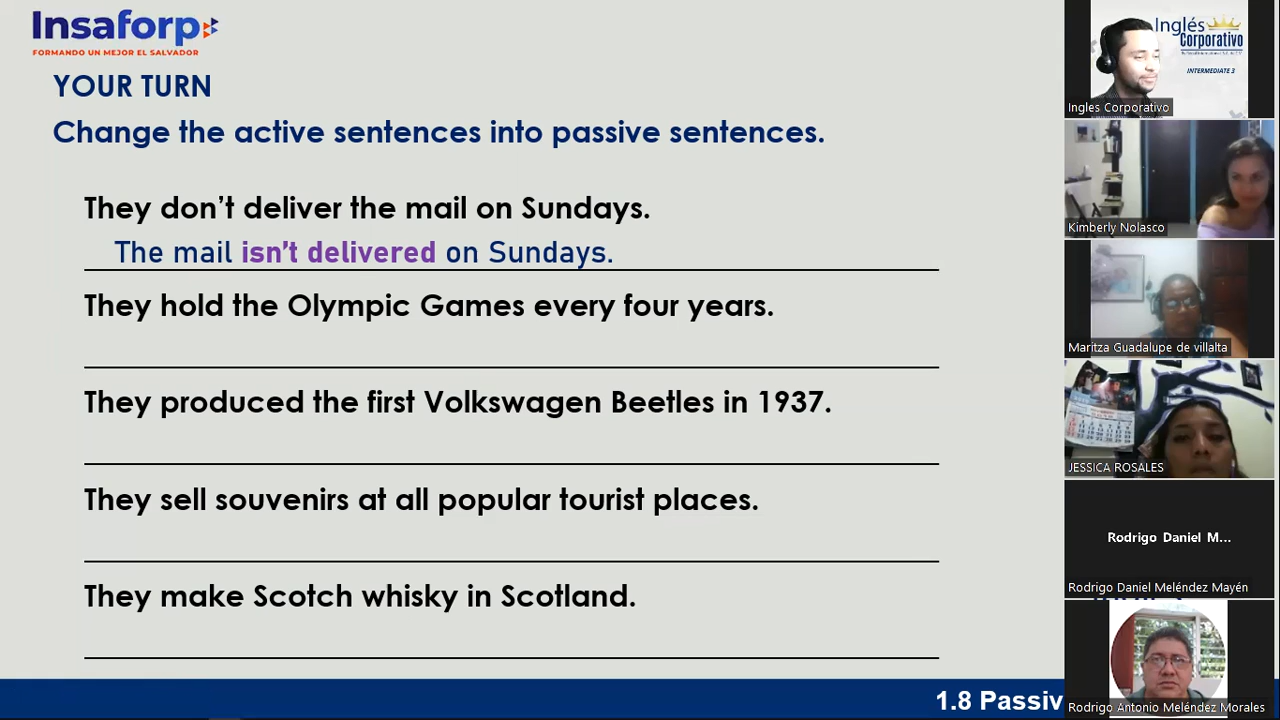 Insaforp
FORMANDO UN MEJOR EL SALVADOR
YOUR TURN
Change the active sentences into passive sentences.
They don't deliver the mail on Sundays.
The mail isn't delivered on Sundays.
They hold the Olympic Games every four years.
They produced the first Volkswagen Beetles in 1937.
They sell souvenirs at all popular tourist places.
They make Scotch whisky in Scotland.
1.8 Passiv
Inglés
Corporativo
INTERMEDIATE 3
Ingles Corporativo
Kimberly Nolasco
Maritza Guadalupe de villalta
JESSICA ROSALES
Rodrigo Daniel M...
Rodrigo Daniel Meléndez Mayén
Rodrigo Antonio Meléndez Morales